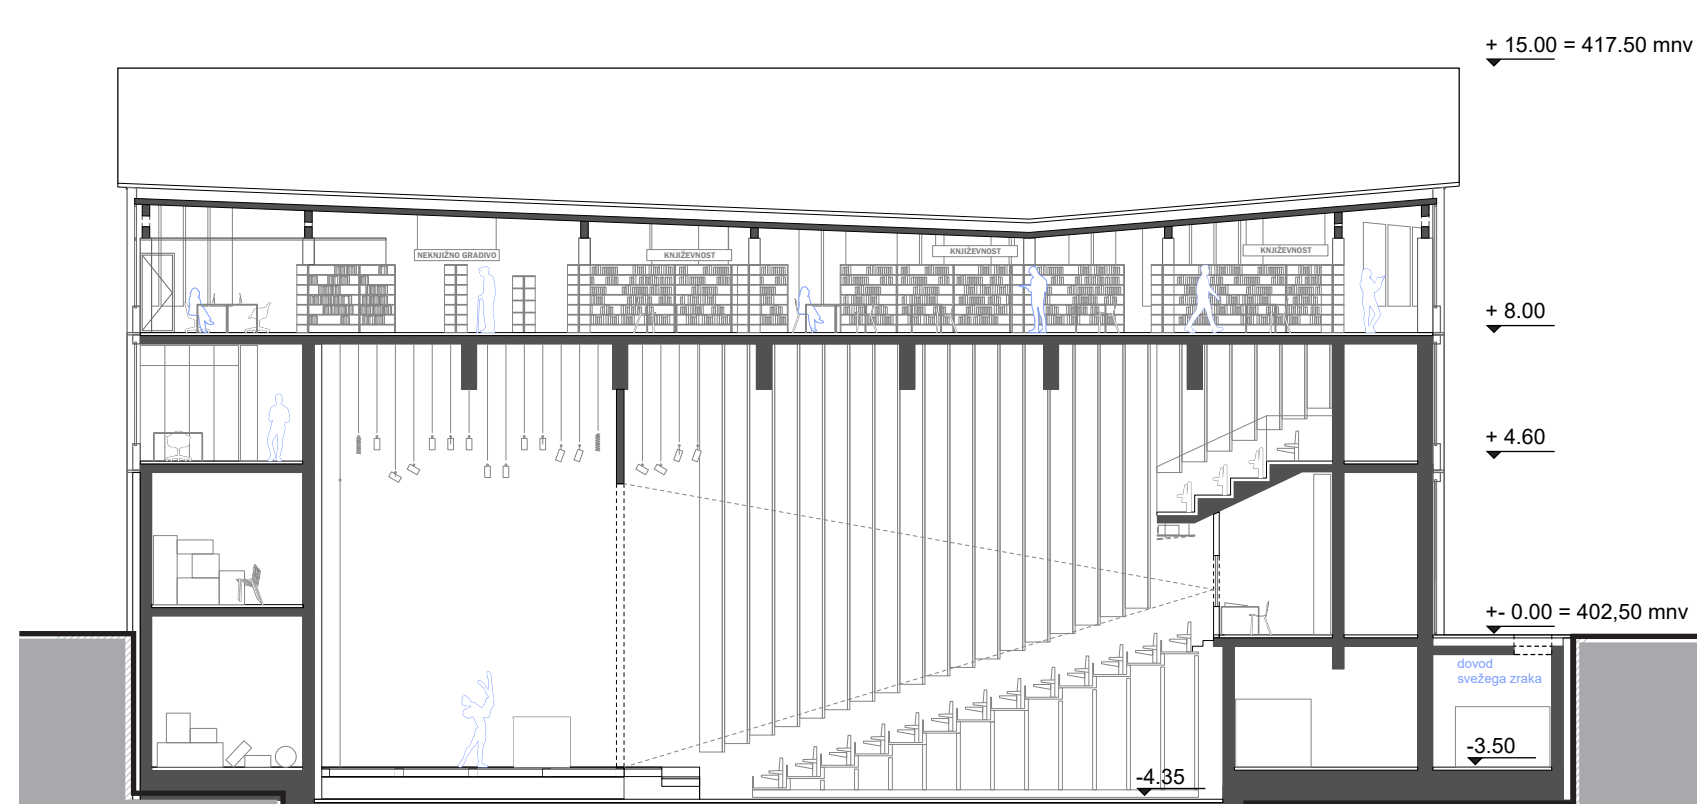 + 15.00 = 417.50 mnv
NEKNJIŽNO GRADIVO
KNJIŽEVNOST
KNJIŽEVNOST
KNJIŽEVNOST
+ 8.00
+ 4.60
+- 0.00 = 402,50 mnv
dovod
svežega zraka
-3.50
-4.35